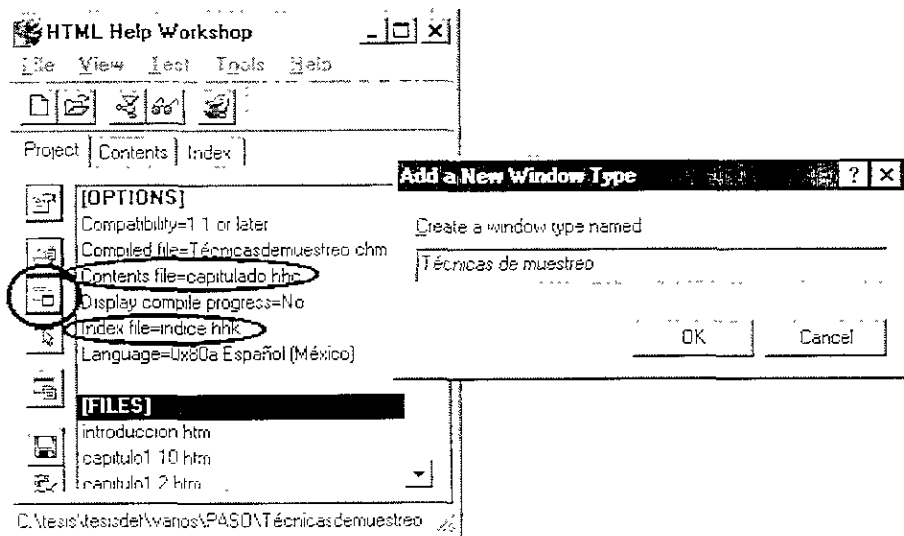 HTML Help Workshop
File View Test Tools Help
Project Contents Index
[OPTIONS]
Compatibility=1 1 or later
Compiled file=Técnicasdemuestreo chm
Contents file=capitulado hhc
Display compile progress=No
Index file=indice hhk
Language=0x80a Español (México)
[FILES]
introduccion htm
capitulo1 10 htm
capitulo1 2 htm
C:\tesis\tesisdef\varios\PASO\Técnicasdemuestreo
Add a New Window Type
Create a window type named
Técnicas de muestreo
OK Cancel